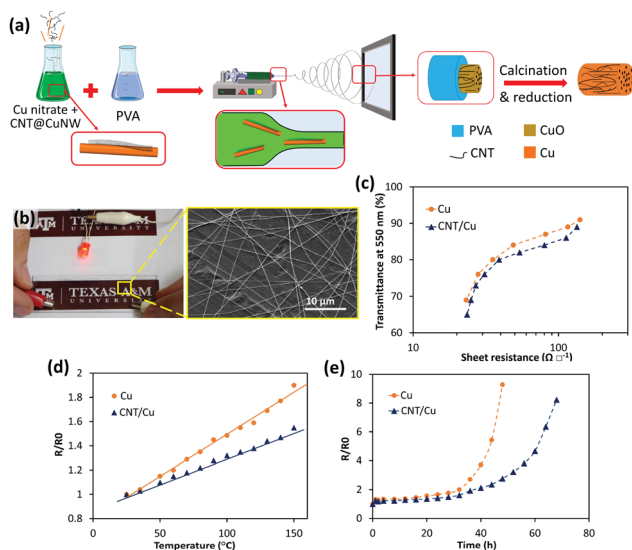 (a)
Cu nitrate +
CNT@CuNW
PVA
Calcination
& reduction
PVA
CuO
CNT
Cu
(b)
TEXAS A&M
UNIVERSITY
TEXAS A&M
UNIVERSITY
10 μm
(c)
Transmittance at 550 nm (%)
100
90
80
70
60
Cu
CNT/Cu
10
100
Sheet resistance (Ω □⁻¹)
(d)
R/R0
2
1.8
1.6
1.4
1.2
1
0.8
Cu
CNT/Cu
0
50
100
150
Temperature (°C)
(e)
R/R0
10
8
6
4
2
0
Cu
CNT/Cu
0
20
40
60
80
Time (h)